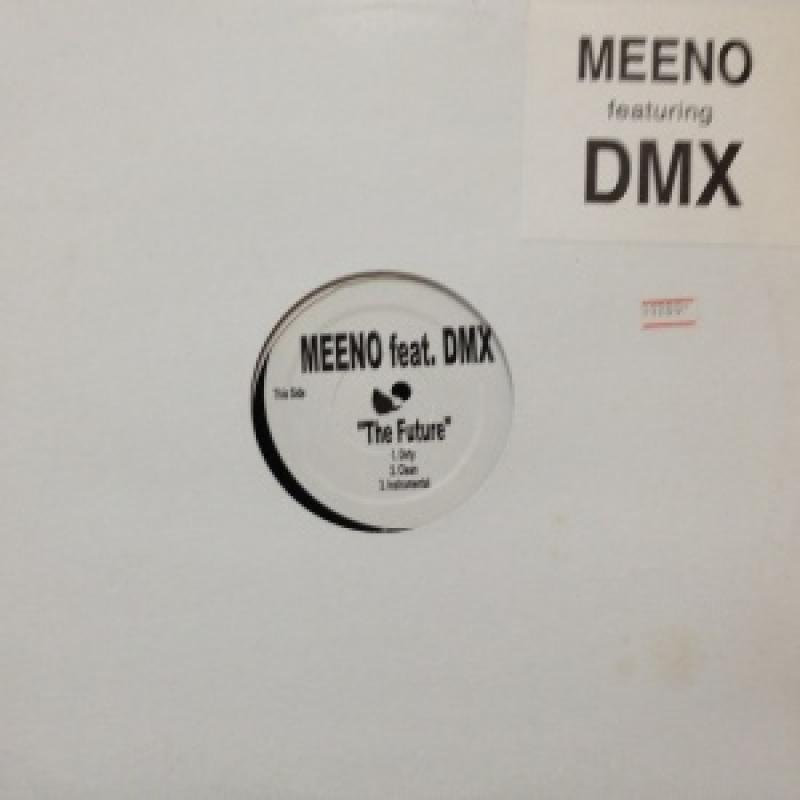 MEENO
featuring
DMX
MEENO feat. DMX
This Side
"The Future"
1. Dirty
2. Clean
3. Instrumental